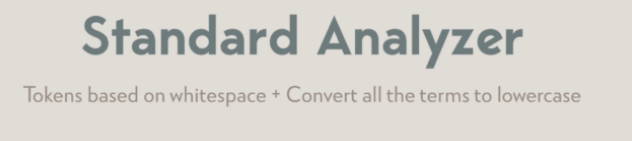 Standard Analyzer
Tokens based on whitespace + Convert all the terms to lowercase